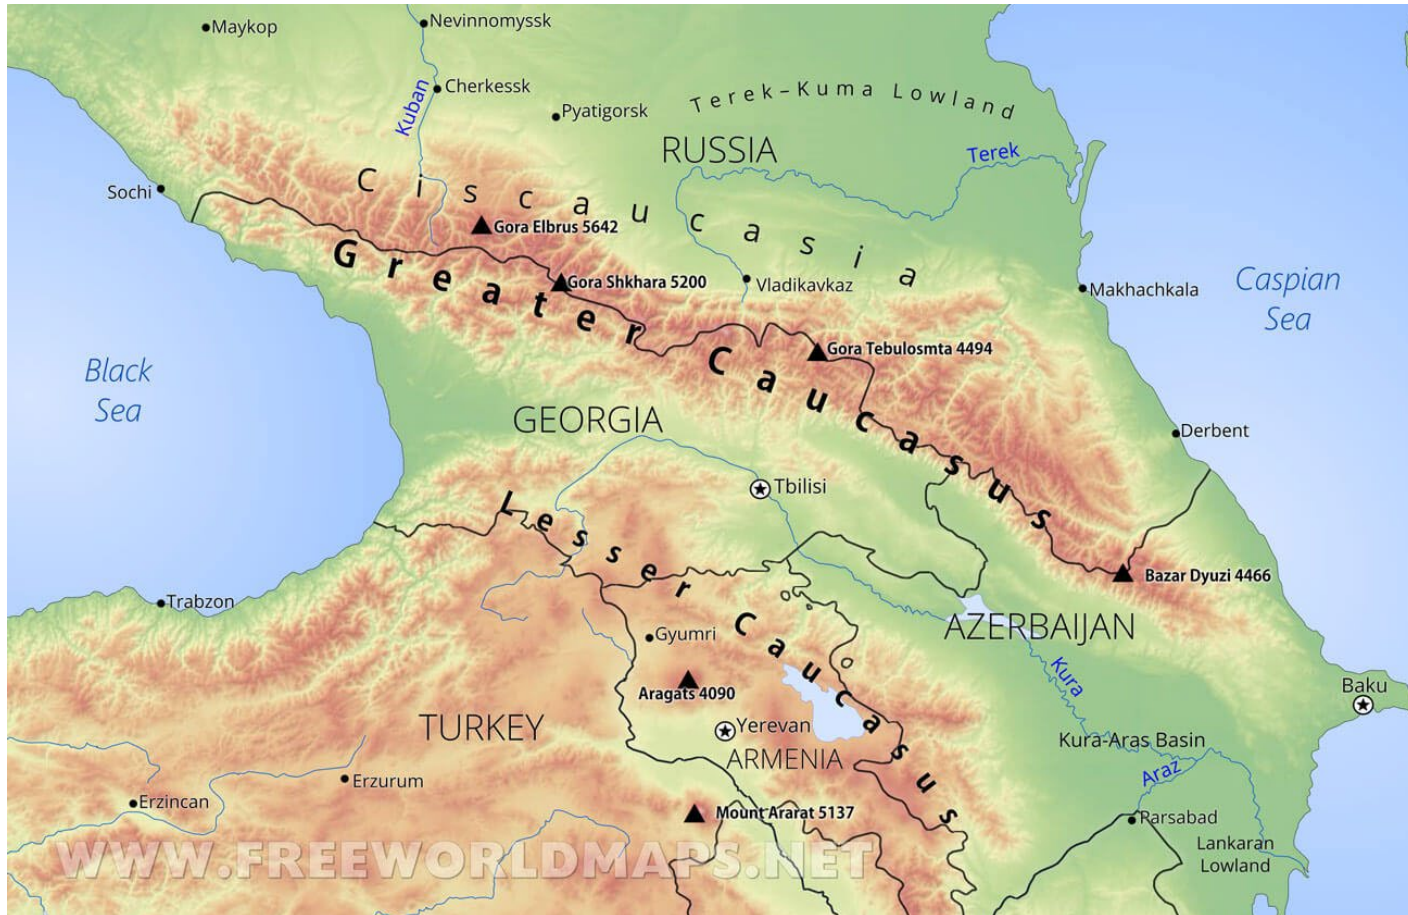 Maykop
Nevinnomyssk
Cherkessk
Kuban
Pyatigorsk
Terek–Kuma Lowland
RUSSIA
Terek
Sochi
Ciscaucasia
Gora Elbrus 5642
Greater Caucasus
Gora Shkhara 5200
Vladikavkaz
Makhachkala
Caspian
Sea
Gora Tebulosmta 4494
Black
Sea
GEORGIA
Derbent
Tbilisi
Lesser Caucasus
Bazar Dyuzi 4466
Trabzon
AZERBAIJAN
Gyumri
Kura
Aragats 4090
Baku
TURKEY
Yerevan
ARMENIA
Kura-Aras Basin
Araz
Erzurum
Erzincan
Mount Ararat 5137
Parsabad
Lankaran
Lowland
WWW.FREEWORLDMAPS.NET